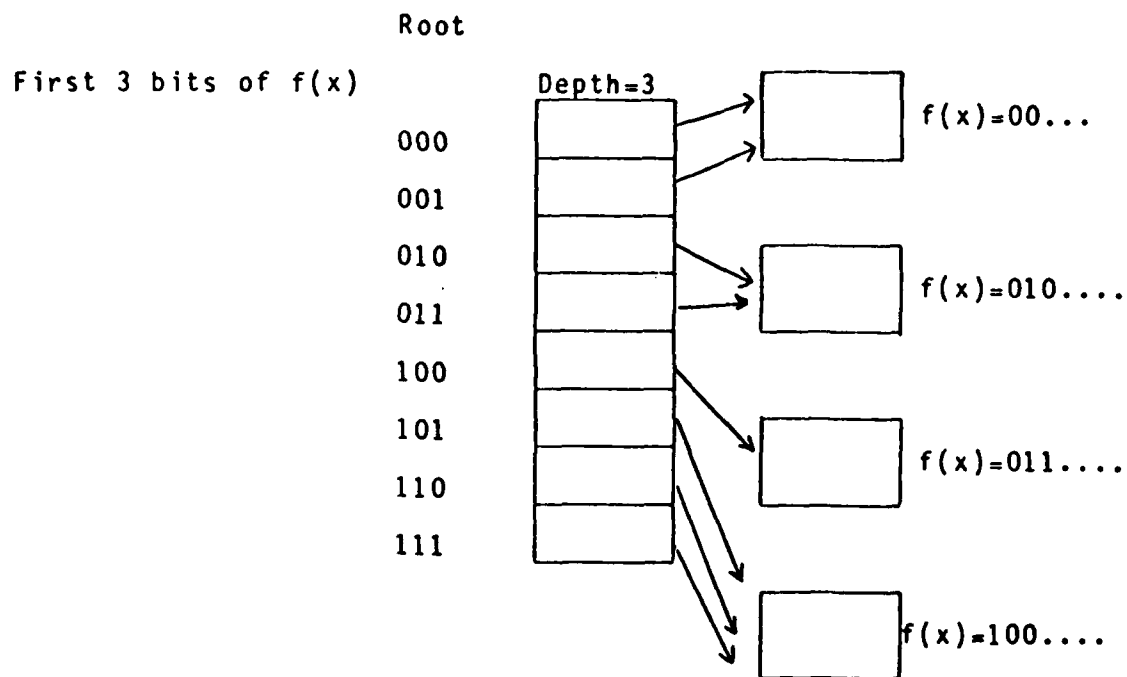 Root
First 3 bits of f(x)
Depth=3
000
001
010
011
100
101
110
111
f(x)=00...
f(x)=010....
f(x)=011....
f(x)=100....